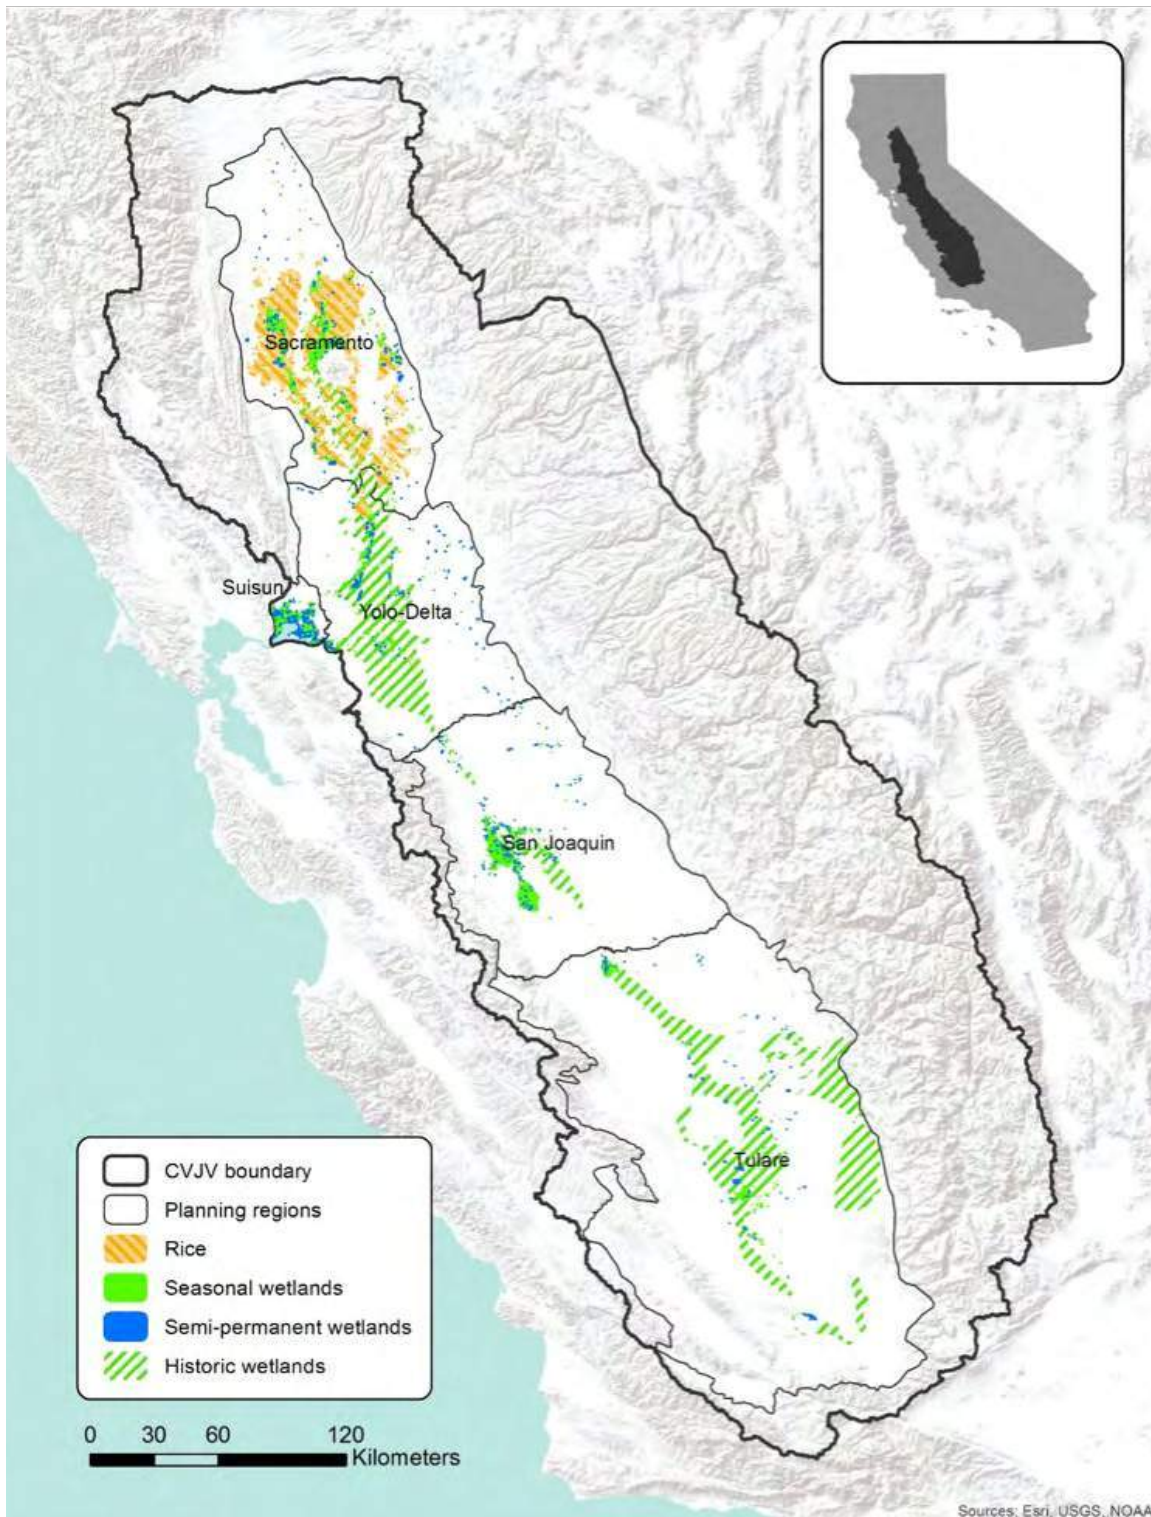 Sacramento
Suisun
Yolo-Delta
San Joaquin
Tulare
CVJV boundary
Planning regions
Rice
Seasonal wetlands
Semi-permanent wetlands
Historic wetlands
0 30 60 120
Kilometers
Sources: Esri, USGS, NOAA